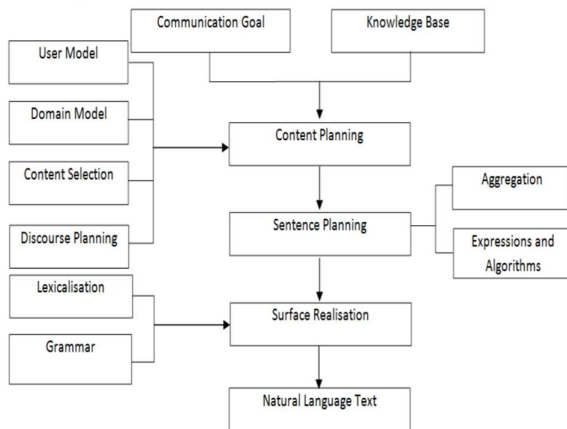 Communication Goal
Knowledge Base
User Model
Domain Model
Content Planning
Content Selection
Aggregation
Discourse Planning
Sentence Planning
Expressions and
Algorithms
Lexicalisation
Surface Realisation
Grammar
Natural Language Text